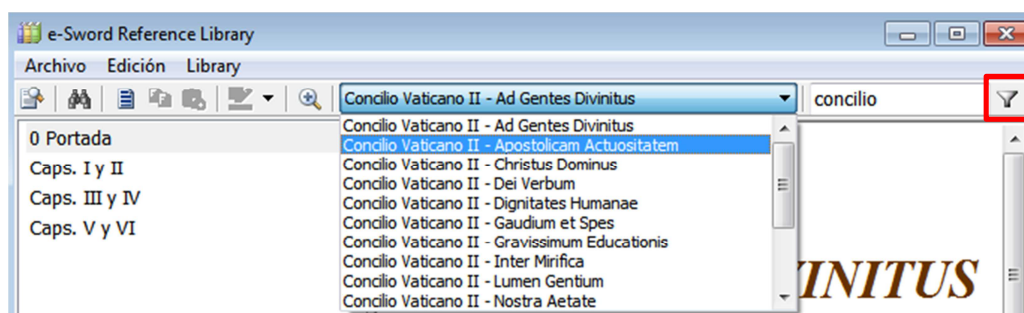 e-Sword Reference Library
Archivo Edición Library
Concilio Vaticano II - Ad Gentes Divinitus concilio
0 Portada
Caps. I y II
Caps. III y IV
Caps. V y VI
Concilio Vaticano II - Ad Gentes Divinitus
Concilio Vaticano II - Apostolicam Actuositatem
Concilio Vaticano II - Christus Dominus
Concilio Vaticano II - Dei Verbum
Concilio Vaticano II - Dignitates Humanae
Concilio Vaticano II - Gaudium et Spes
Concilio Vaticano II - Gravissimum Educationis
Concilio Vaticano II - Inter Mirifica
Concilio Vaticano II - Lumen Gentium
Concilio Vaticano II - Nostra Aetate
VINITUS